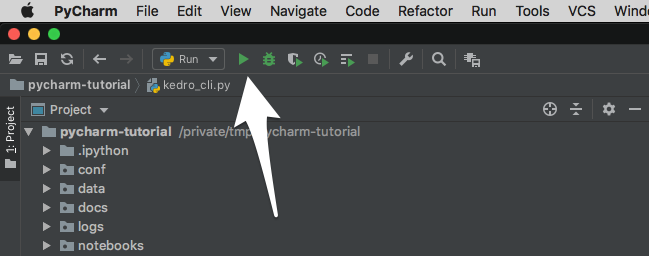 PyCharm File Edit View Navigate Code Refactor Run Tools VCS Windo
Run
pycharm-tutorial kedro_cli.py
1: Project
Project
pycharm-tutorial /private/tmp/pycharm-tutorial
.ipython
conf
data
docs
logs
notebooks